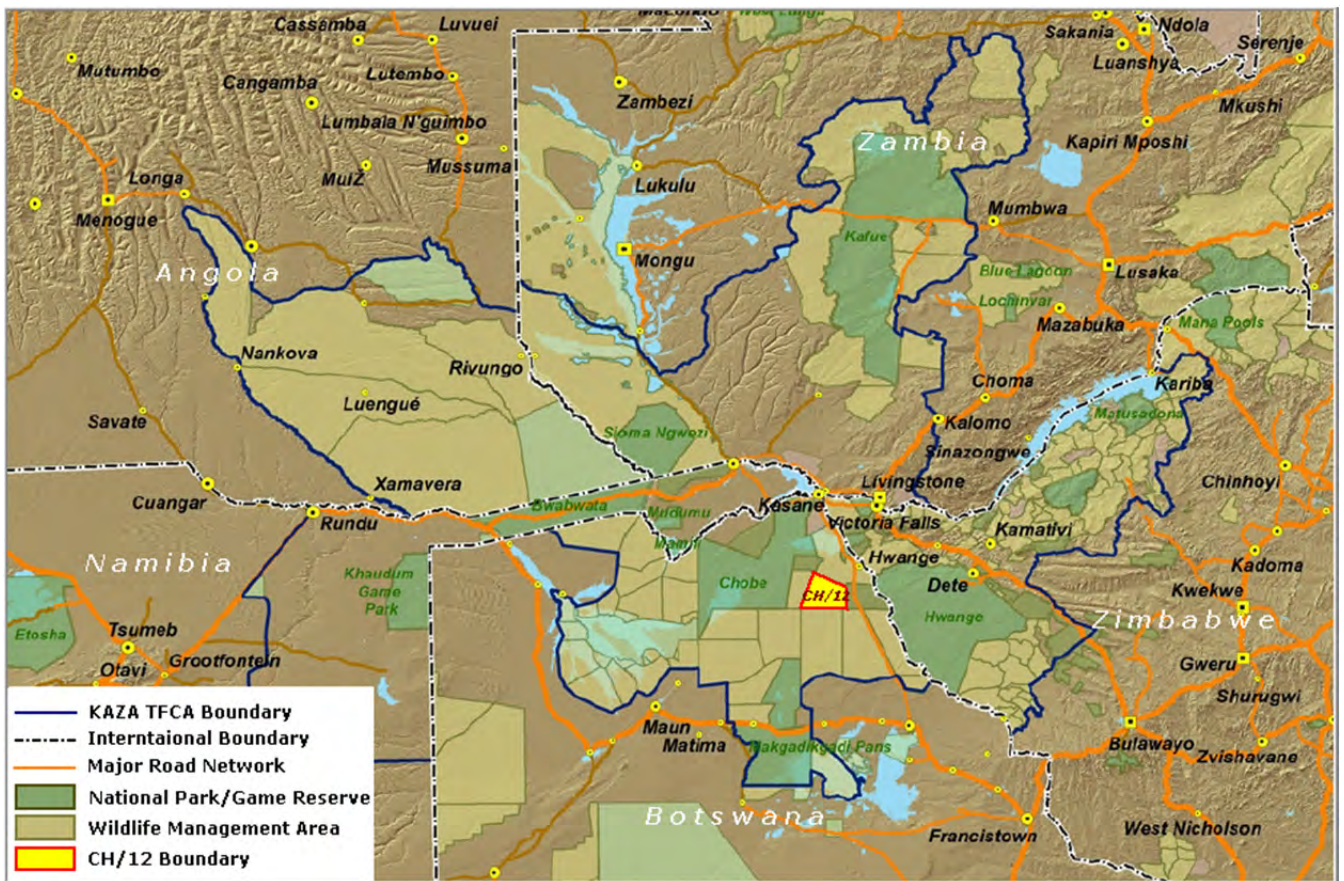 Cassamba
Luvuei
Ndola
Sakania
Serenje
Luanshya
Mutumbo
Cangamba
Lutembo
Zambezi
Mkushi
Lumbala N'guimbo
Zambia
Kapiri Mposhi
Mussuma
MuiŽ
Longa
Lukulu
Menogue
Mumbwa
Kafue
Mongu
Angola
Blue Lagoon
Lusaka
Lochinvar
Mazabuka
Mana Pools
Nankova
Rivungo
Choma
Kariba
Luengué
Matusadona
Savate
Kalomo
Sioma Ngwezi
Sinazongwe
Xamavera
Livingstone
Chinhoyi
Cuangar
Bwabwata
Kasane
Mudumu
Rundu
Victoria Falls
Kamativi
Mamili
Hwange
Namibia
Khaudum
Game
Park
Chobe
Dete
Kadoma
CH/12
Kwekwe
Hwange
Zimbabwe
Etosha
Tsumeb
Grootfontein
Gweru
Otavi
Shurugwi
KAZA TFCA Boundary
Interntaional Boundary
Major Road Network
National Park/Game Reserve
Wildlife Management Area
CH/12 Boundary
Maun
Matima
Makgadikgadi Pans
Bulawayo
Zvishavane
Botswana
Francistown
West Nicholson